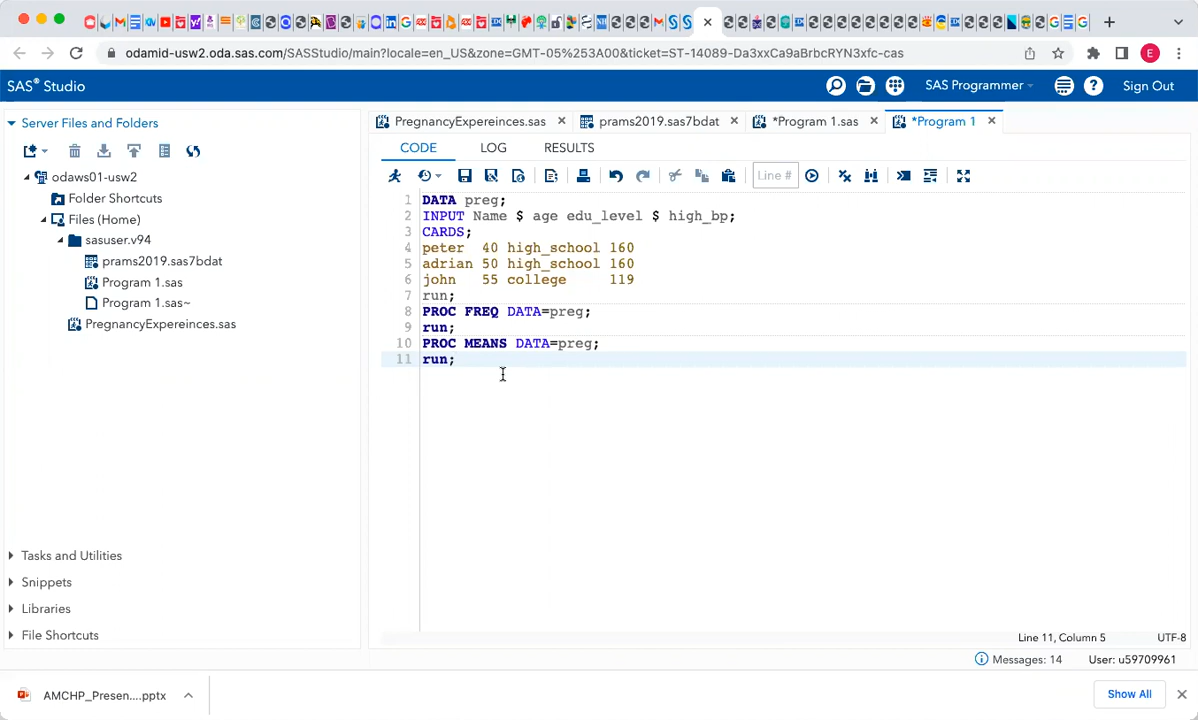 odamid-usw2.oda.sas.com/SASStudio/main?locale=en_US&zone=GMT-05%253A00&ticket=ST-14089-Da3xxCa9aBrbcRYN3xfc-cas
E
SAS® Studio
SAS Programmer
Sign Out
Server Files and Folders
odaws01-usw2
Folder Shortcuts
Files (Home)
sasuser.v94
prams2019.sas7bdat
Program 1.sas
Program 1.sas~
PregnancyExpereinces.sas
Tasks and Utilities
Snippets
Libraries
File Shortcuts
PregnancyExpereinces.sas
prams2019.sas7bdat
*Program 1.sas
*Program 1
CODE
LOG
RESULTS
Line #
1 DATA preg;
2 INPUT Name $ age edu_level $ high_bp;
3 CARDS;
4 peter 40 high_school 160
5 adrian 50 high_school 160
6 john 55 college 119
7 run;
8 PROC FREQ DATA=preg;
9 run;
10 PROC MEANS DATA=preg;
11 run;
Line 11, Column 5
UTF-8
Messages: 14
User: u59709961
AMCHP_Presen....pptx
Show All